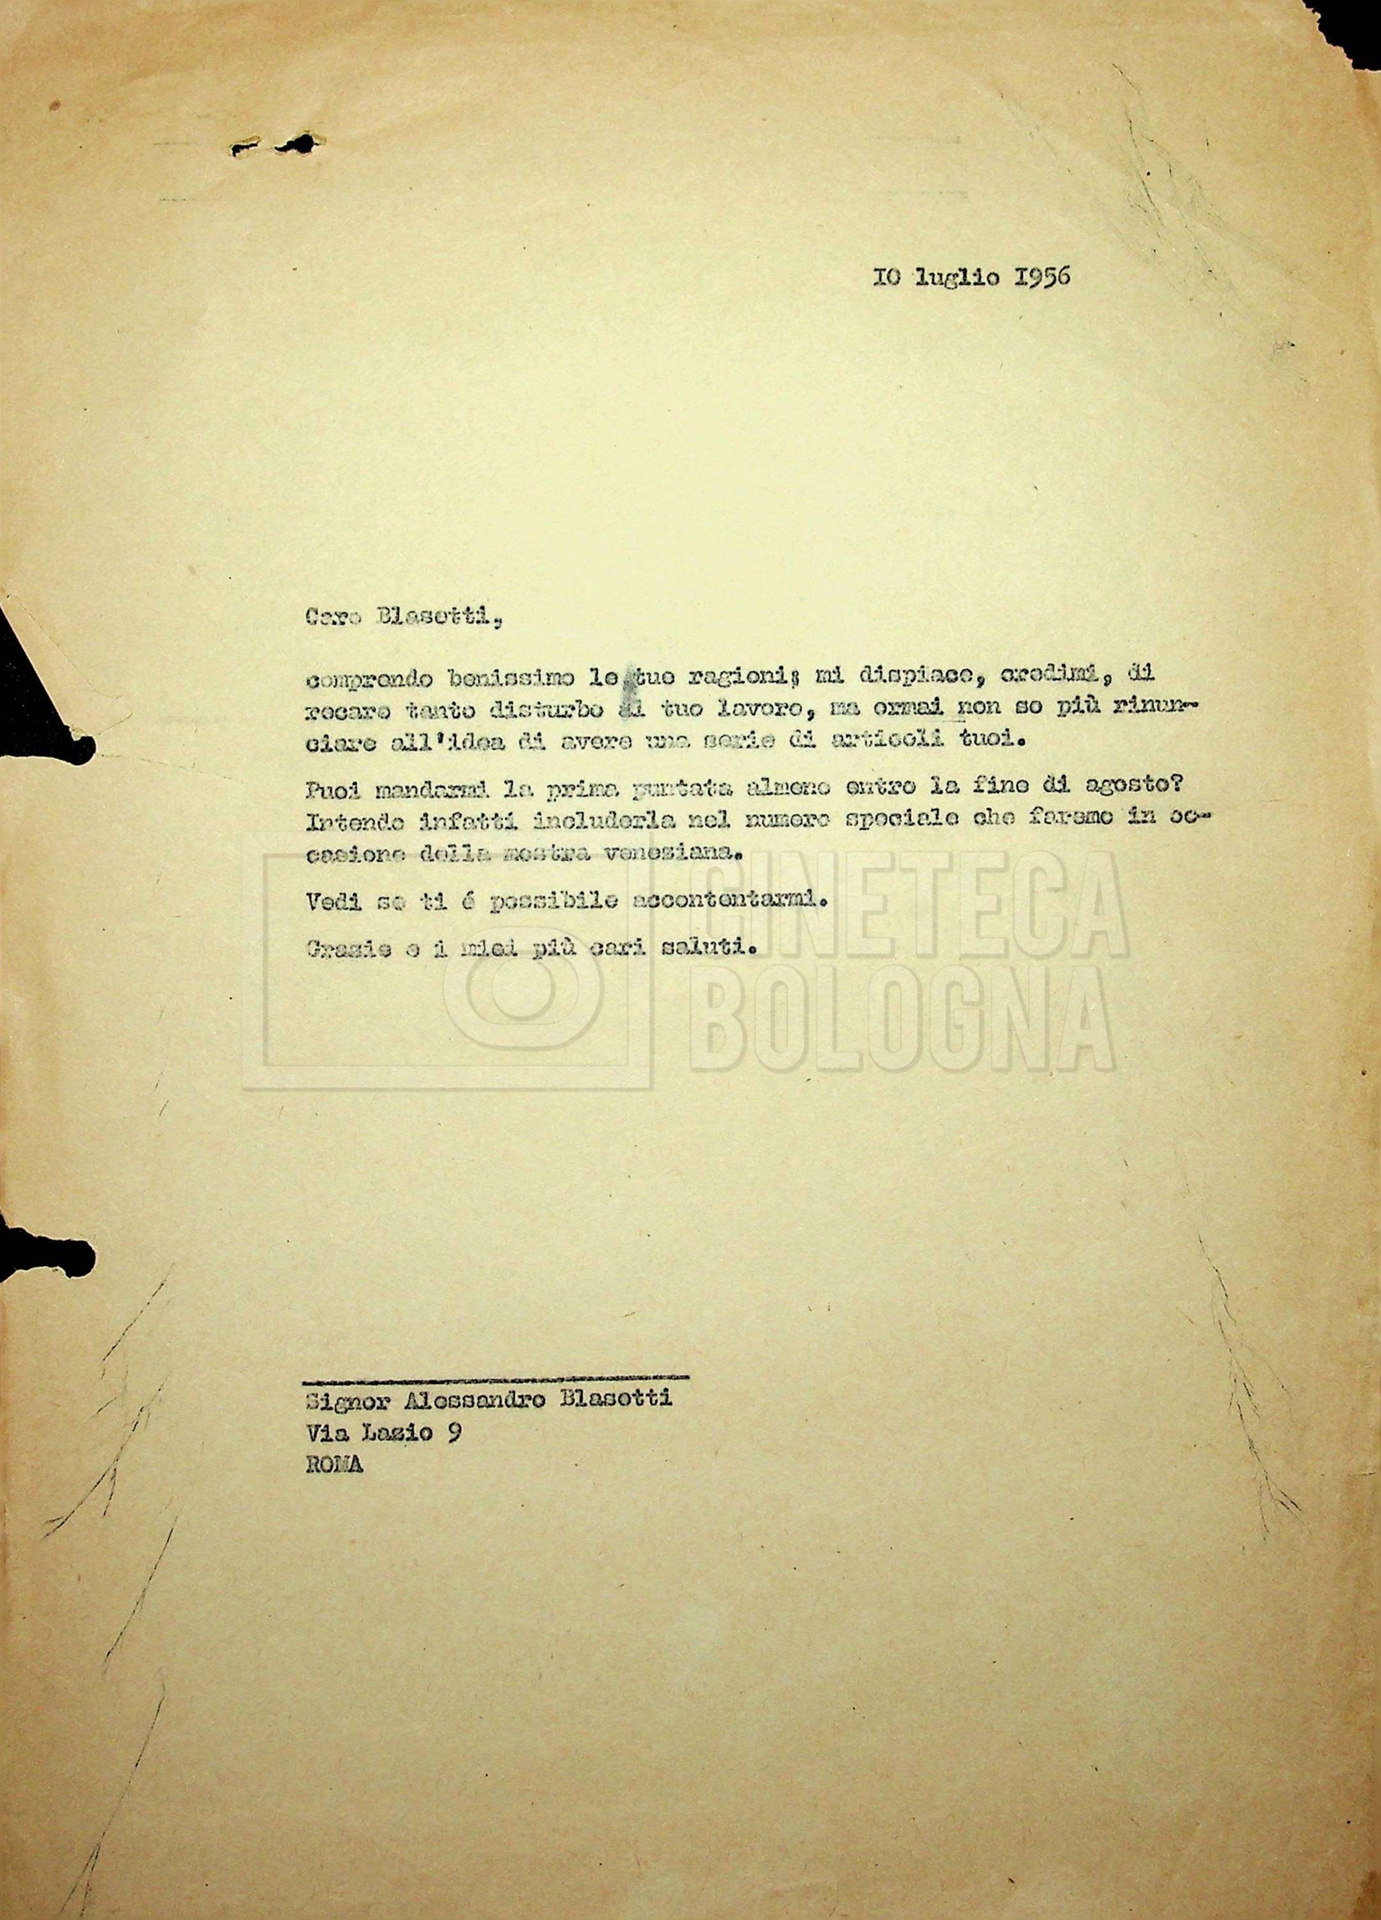 10 luglio 1956
Caro Blasetti,
comprendo benissimo le tue ragioni; mi dispiace, credimi, di
recare tanto disturbo al tuo lavoro, ma ormai non so più rinun-
ciare all'idea di avere una serie di articoli tuoi.
Puoi mandarmi la prima puntata almeno entro la fine di agosto?
Intendo infatti includerla nel numero speciale che faremo in oc-
casione della mostra veneziana.
Vedi se ti é possibile accontentarmi.
Grazie e i miei più cari saluti.
CINETECA
BOLOGNA
Signor Alessandro Blasetti
Via Lazio 9
ROMA